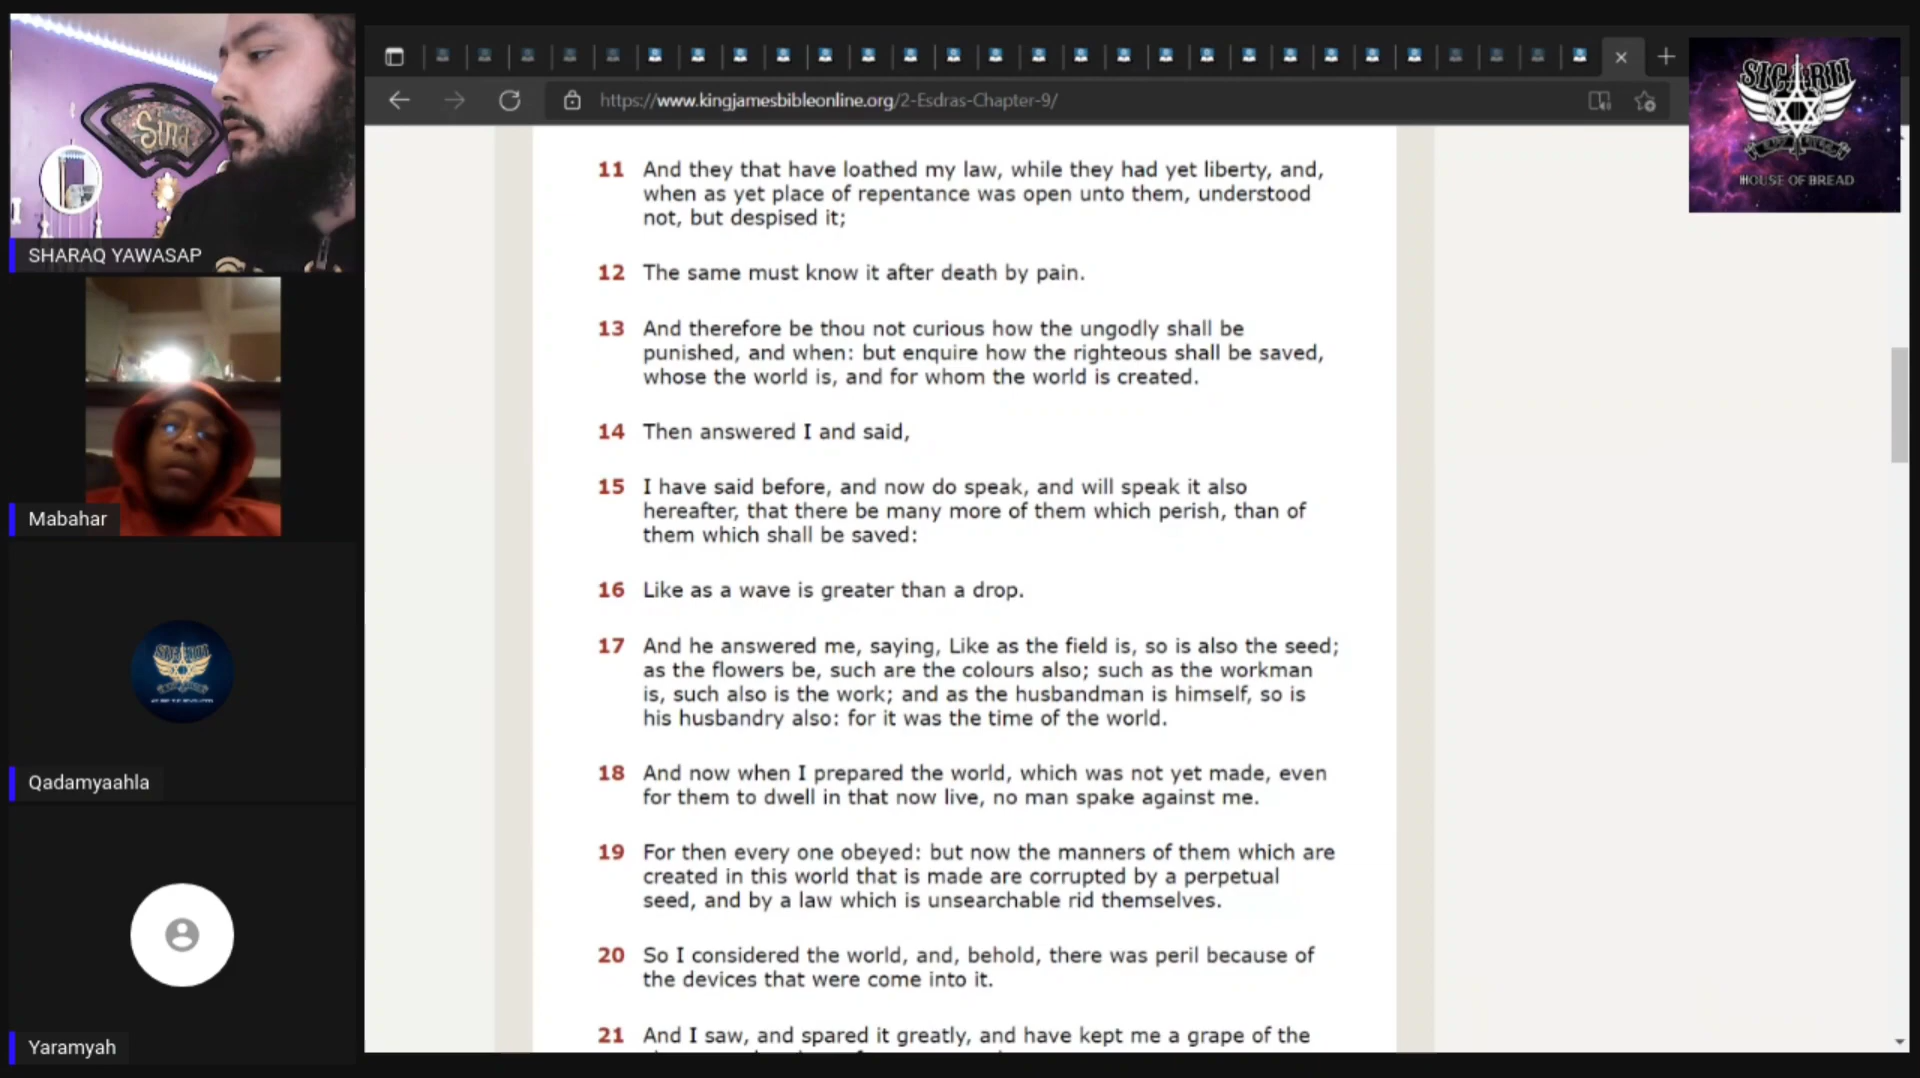 Sina
SHARAQ YAWASAP
Mabahar
SICARII
Qadamyaahla
Yaramyah
https://www.kingjamesbibleonline.org/2-Esdras-Chapter-9/
SICARII
HOUSE OF BREAD
11 And they that have loathed my law, while they had yet liberty, and,
when as yet place of repentance was open unto them, understood
not, but despised it;
12 The same must know it after death by pain.
13 And therefore be thou not curious how the ungodly shall be
punished, and when: but enquire how the righteous shall be saved,
whose the world is, and for whom the world is created.
14 Then answered I and said,
15 I have said before, and now do speak, and will speak it also
hereafter, that there be many more of them which perish, than of
them which shall be saved:
16 Like as a wave is greater than a drop.
17 And he answered me, saying, Like as the field is, so is also the seed;
as the flowers be, such are the colours also; such as the workman
is, such also is the work; and as the husbandman is himself, so is
his husbandry also: for it was the time of the world.
18 And now when I prepared the world, which was not yet made, even
for them to dwell in that now live, no man spake against me.
19 For then every one obeyed: but now the manners of them which are
created in this world that is made are corrupted by a perpetual
seed, and by a law which is unsearchable rid themselves.
20 So I considered the world, and, behold, there was peril because of
the devices that were come into it.
21 And I saw, and spared it greatly, and have kept me a grape of the